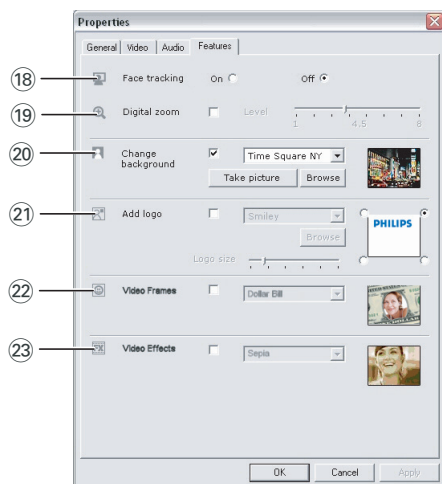 Properties
General Video Audio Features
18 Face tracking On Off
19 Digital zoom Level
1 4.5 8
20 Change background Time Square NY
Take picture Browse
21 Add logo Smiley
PHILIPS
Browse
Logo size
22 Video Frames Dollar Bill
23 Video Effects Sepia
OK Cancel Apply